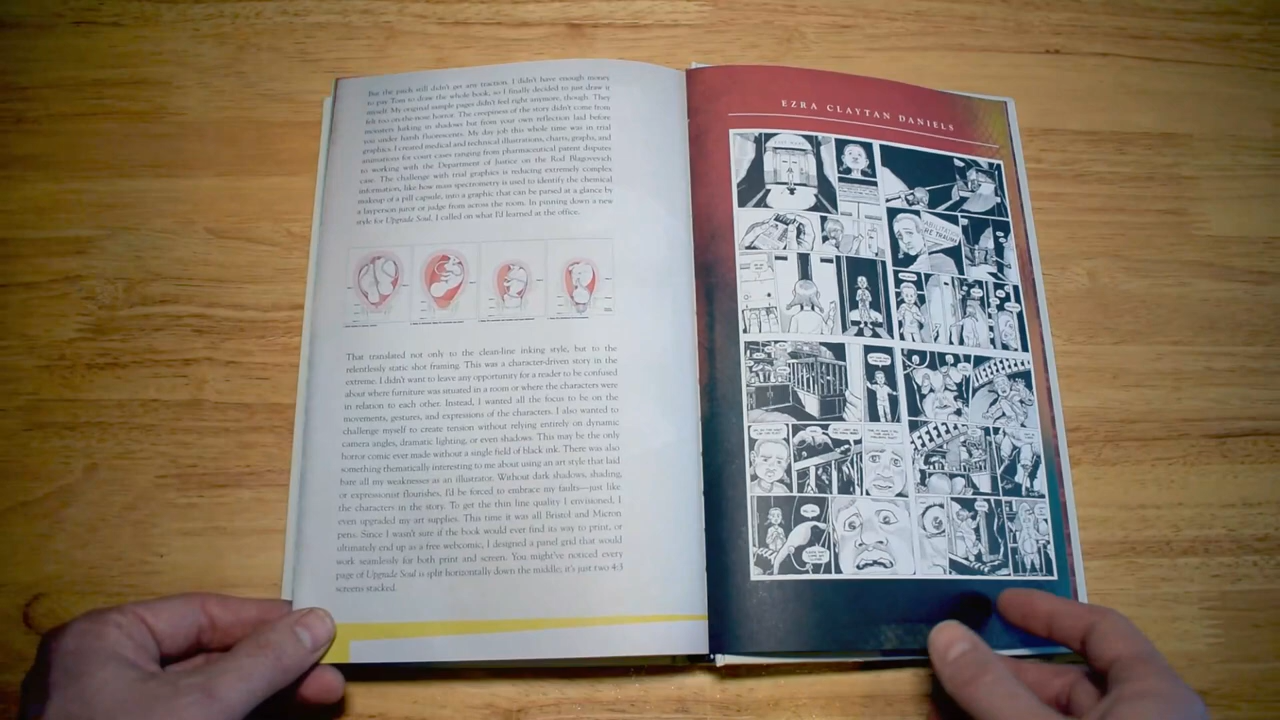 But the pitch still didn't get any traction. I didn't have enough money
to pay Tom to draw the whole book, so I finally decided to just draw it
myself. My original sample pages didn't feel right anymore, though. They
felt too on-the-nose horror. The creepiness of the story didn't come from
monsters lurking in shadows but from your own reflection laid before
you under harsh fluorescents. My day job this whole time was in trial
graphics. I created medical and technical illustrations, charts, graphs, and
animations for court cases ranging from pharmaceutical patent disputes
to working with the Department of Justice on the Rod Blagovevich
case. The challenge with trial graphics is reducing extremely complex
information, like how mass spectrometry is used to identify the chemical
makeup of a pill capsule, into a graphic that can be parsed at a glance by
a layperson juror or judge from across the room. In pinning down a new
style for Upgrade Soul, I called on what I'd learned at the office.
That translated not only to the clean-line inking style, but to the
relentlessly static shot framing. This was a character-driven story in the
extreme. I didn't want to leave any opportunity for a reader to be confused
about where furniture was situated in a room or where the characters were
in relation to each other. Instead, I wanted all the focus to be on the
movements, gestures, and expressions of the characters. I also wanted to
challenge myself to create tension without relying entirely on dynamic
camera angles, dramatic lighting, or even shadows. This may be the only
horror comic ever made without a single field of black ink. There was also
something thematically interesting to me about using an art style that laid
bare all my weaknesses as an illustrator. Without dark shadows, shading,
or expressionist flourishes, I'd be forced to embrace my faults—just like
the characters in the story. To get the thin line quality I envisioned, I
even upgraded my art supplies. This time it was all Bristol and Micron
pens. Since I wasn't sure if the book would ever find its way to print, or
ultimately end up as a free webcomic, I designed a panel grid that would
work seamlessly for both print and screen. You might've noticed every
page of Upgrade Soul is split horizontally down the middle; it's just two 4:3
screens stacked.
EZRA CLAYTAN DANIELS